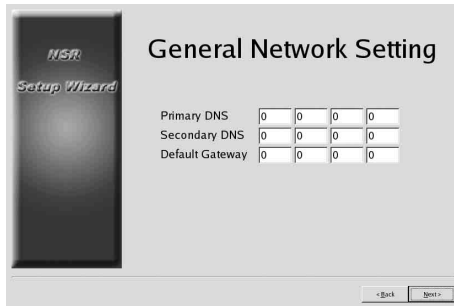 NSR
Setup Wizard
General Network Setting
Primary DNS 0 0 0 0
Secondary DNS 0 0 0 0
Default Gateway 0 0 0 0
< Back Next >